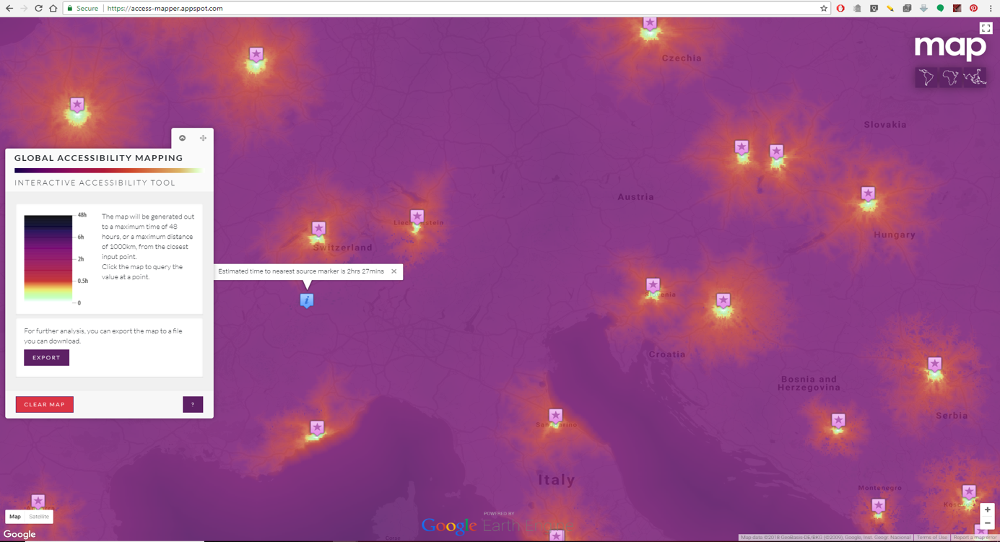 Secure
https://access-mapper.appspot.com
map
Czechia
Slovakia
Austria
Hungary
Liechtenstein
Switzerland
GLOBAL ACCESSIBILITY MAPPING
INTERACTIVE ACCESSIBILITY TOOL
48h
6h
2h
0.5h
0
The map will be generated out
to a maximum time of 48
hours, or a maximum distance
of 1000km, from the closest
input point.
Click the map to query the
value at a point.
For further analysis, you can export the map to a file
you can download.
EXPORT
CLEAR MAP
?
Estimated time to nearest source marker is 2hrs 27mins
i
Croatia
Bosnia and
Herzegovina
Serbia
San Marino
Italy
Montenegro
Map
Satellite
Google
POWERED BY
Google Earth Engine
Corse
+
−
Map data ©2018 GeoBasis-DE/BKG (©2009), Google, Inst. Geogr. Nacional
Terms of Use
Report a map error